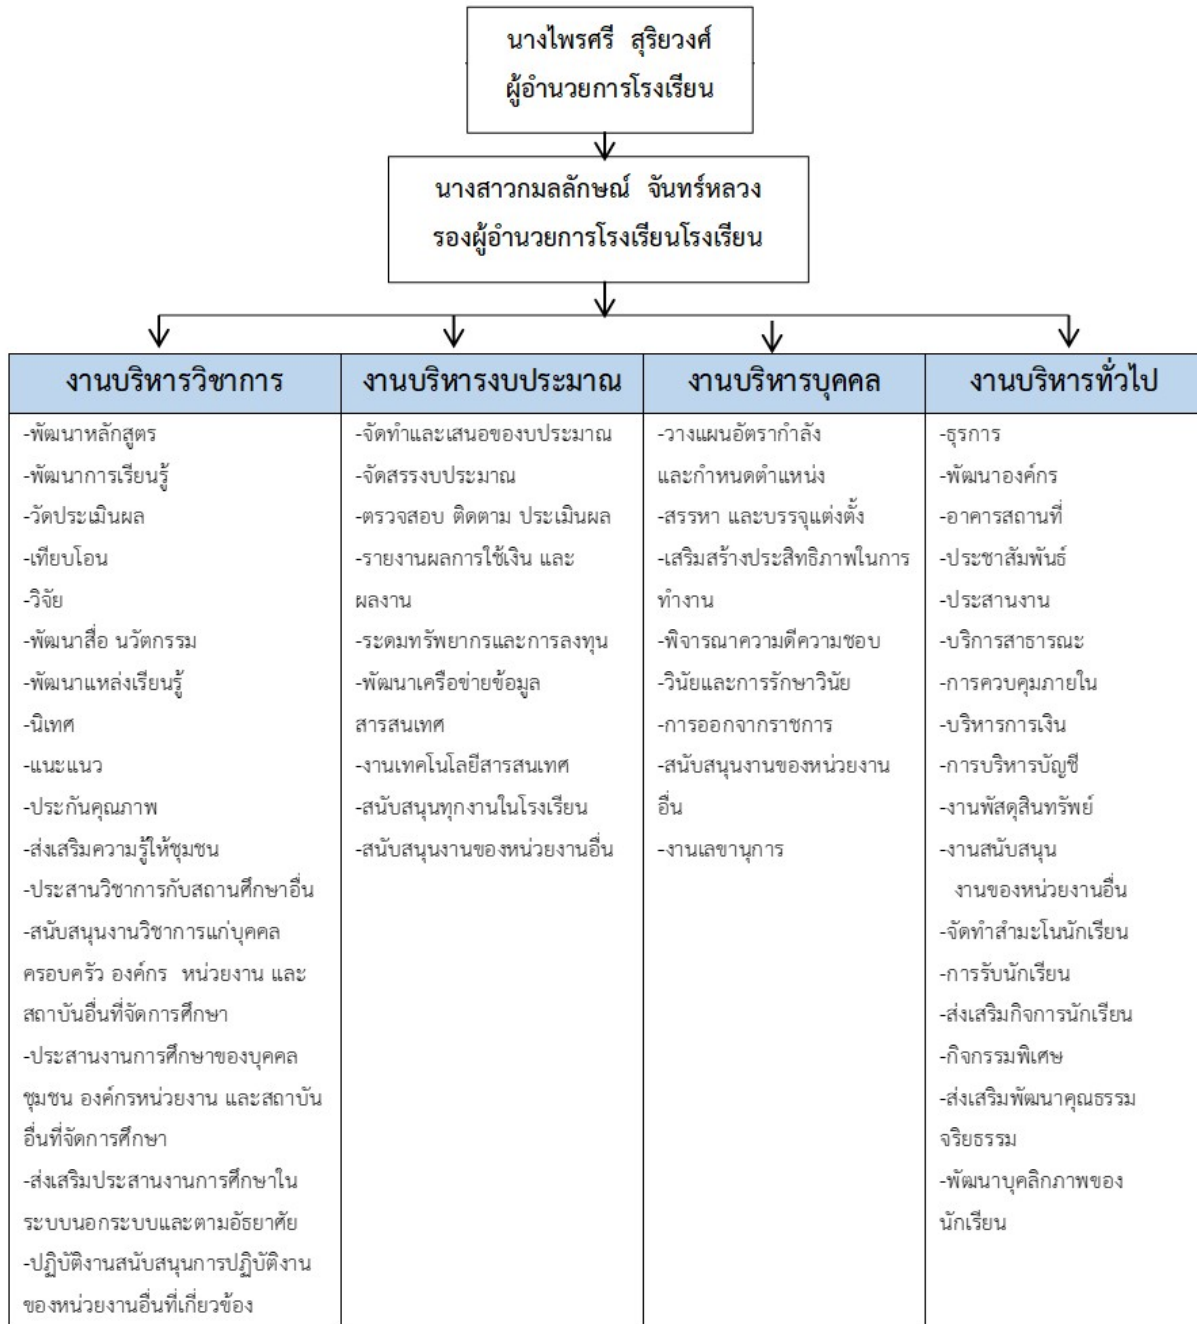 นางไพรศรี สุริยวงศ์
ผู้อำนวยการโรงเรียน
นางสาวกมลลักษณ์ จันทร์หลวง
รองผู้อำนวยการโรงเรียนโรงเรียน
งานบริหารวิชาการ
-พัฒนาหลักสูตร
-พัฒนาการเรียนรู้
-วัดประเมินผล
-เทียบโอน
-วิจัย
-พัฒนาสื่อ นวัตกรรม
-พัฒนาแหล่งเรียนรู้
-นิเทศ
-แนะแนว
-ประกันคุณภาพ
-ส่งเสริมความรู้ให้ชุมชน
-ประสานวิชาการกับสถานศึกษาอื่น
-สนับสนุนงานวิชาการแก่บุคคล
ครอบครัว องค์กร หน่วยงาน และ
สถาบันอื่นที่จัดการศึกษา
-ประสานงานการศึกษาของบุคคล
ชุมชน องค์กรหน่วยงาน และสถาบัน
อื่นที่จัดการศึกษา
-ส่งเสริมประสานงานการศึกษาใน
ระบบนอกระบบและตามอัธยาศัย
-ปฏิบัติงานสนับสนุนการปฏิบัติงาน
ของหน่วยงานอื่นที่เกี่ยวข้อง
งานบริหารงบประมาณ
-จัดทำและเสนอของบประมาณ
-จัดสรรงบประมาณ
-ตรวจสอบ ติดตาม ประเมินผล
-รายงานผลการใช้เงิน และ
ผลงาน
-ระดมทรัพยากรและการลงทุน
-พัฒนาเครือข่ายข้อมูล
สารสนเทศ
-งานเทคโนโลยีสารสนเทศ
-สนับสนุนทุกงานในโรงเรียน
-สนับสนุนงานของหน่วยงานอื่น
งานบริหารบุคคล
-วางแผนอัตรากำลัง
และกำหนดตำแหน่ง
-สรรหา และบรรจุแต่งตั้ง
-เสริมสร้างประสิทธิภาพในการ
ทำงาน
-พิจารณาความดีความชอบ
-วินัยและการรักษาวินัย
-การออกจากราชการ
-สนับสนุนงานของหน่วยงาน
อื่น
-งานเลขานุการ
งานบริหารทั่วไป
-ธุรการ
-พัฒนาองค์กร
-อาคารสถานที่
-ประชาสัมพันธ์
-ประสานงาน
-บริการสาธารณะ
-การควบคุมภายใน
-บริหารการเงิน
-การบริหารบัญชี
-งานพัสดุสินทรัพย์
-งานสนับสนุน
งานของหน่วยงานอื่น
-จัดทำสำมะโนนักเรียน
-การรับนักเรียน
-ส่งเสริมกิจการนักเรียน
-กิจกรรมพิเศษ
-ส่งเสริมพัฒนาคุณธรรม
จริยธรรม
-พัฒนาบุคลิกภาพของ
นักเรียน